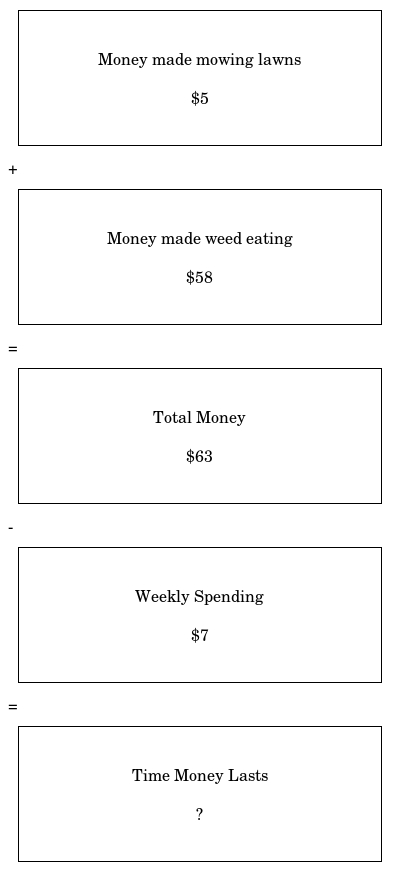 Money made mowing lawns
$5
+
Money made weed eating
$58
=
Total Money
$63
-
Weekly Spending
$7
=
Time Money Lasts
?